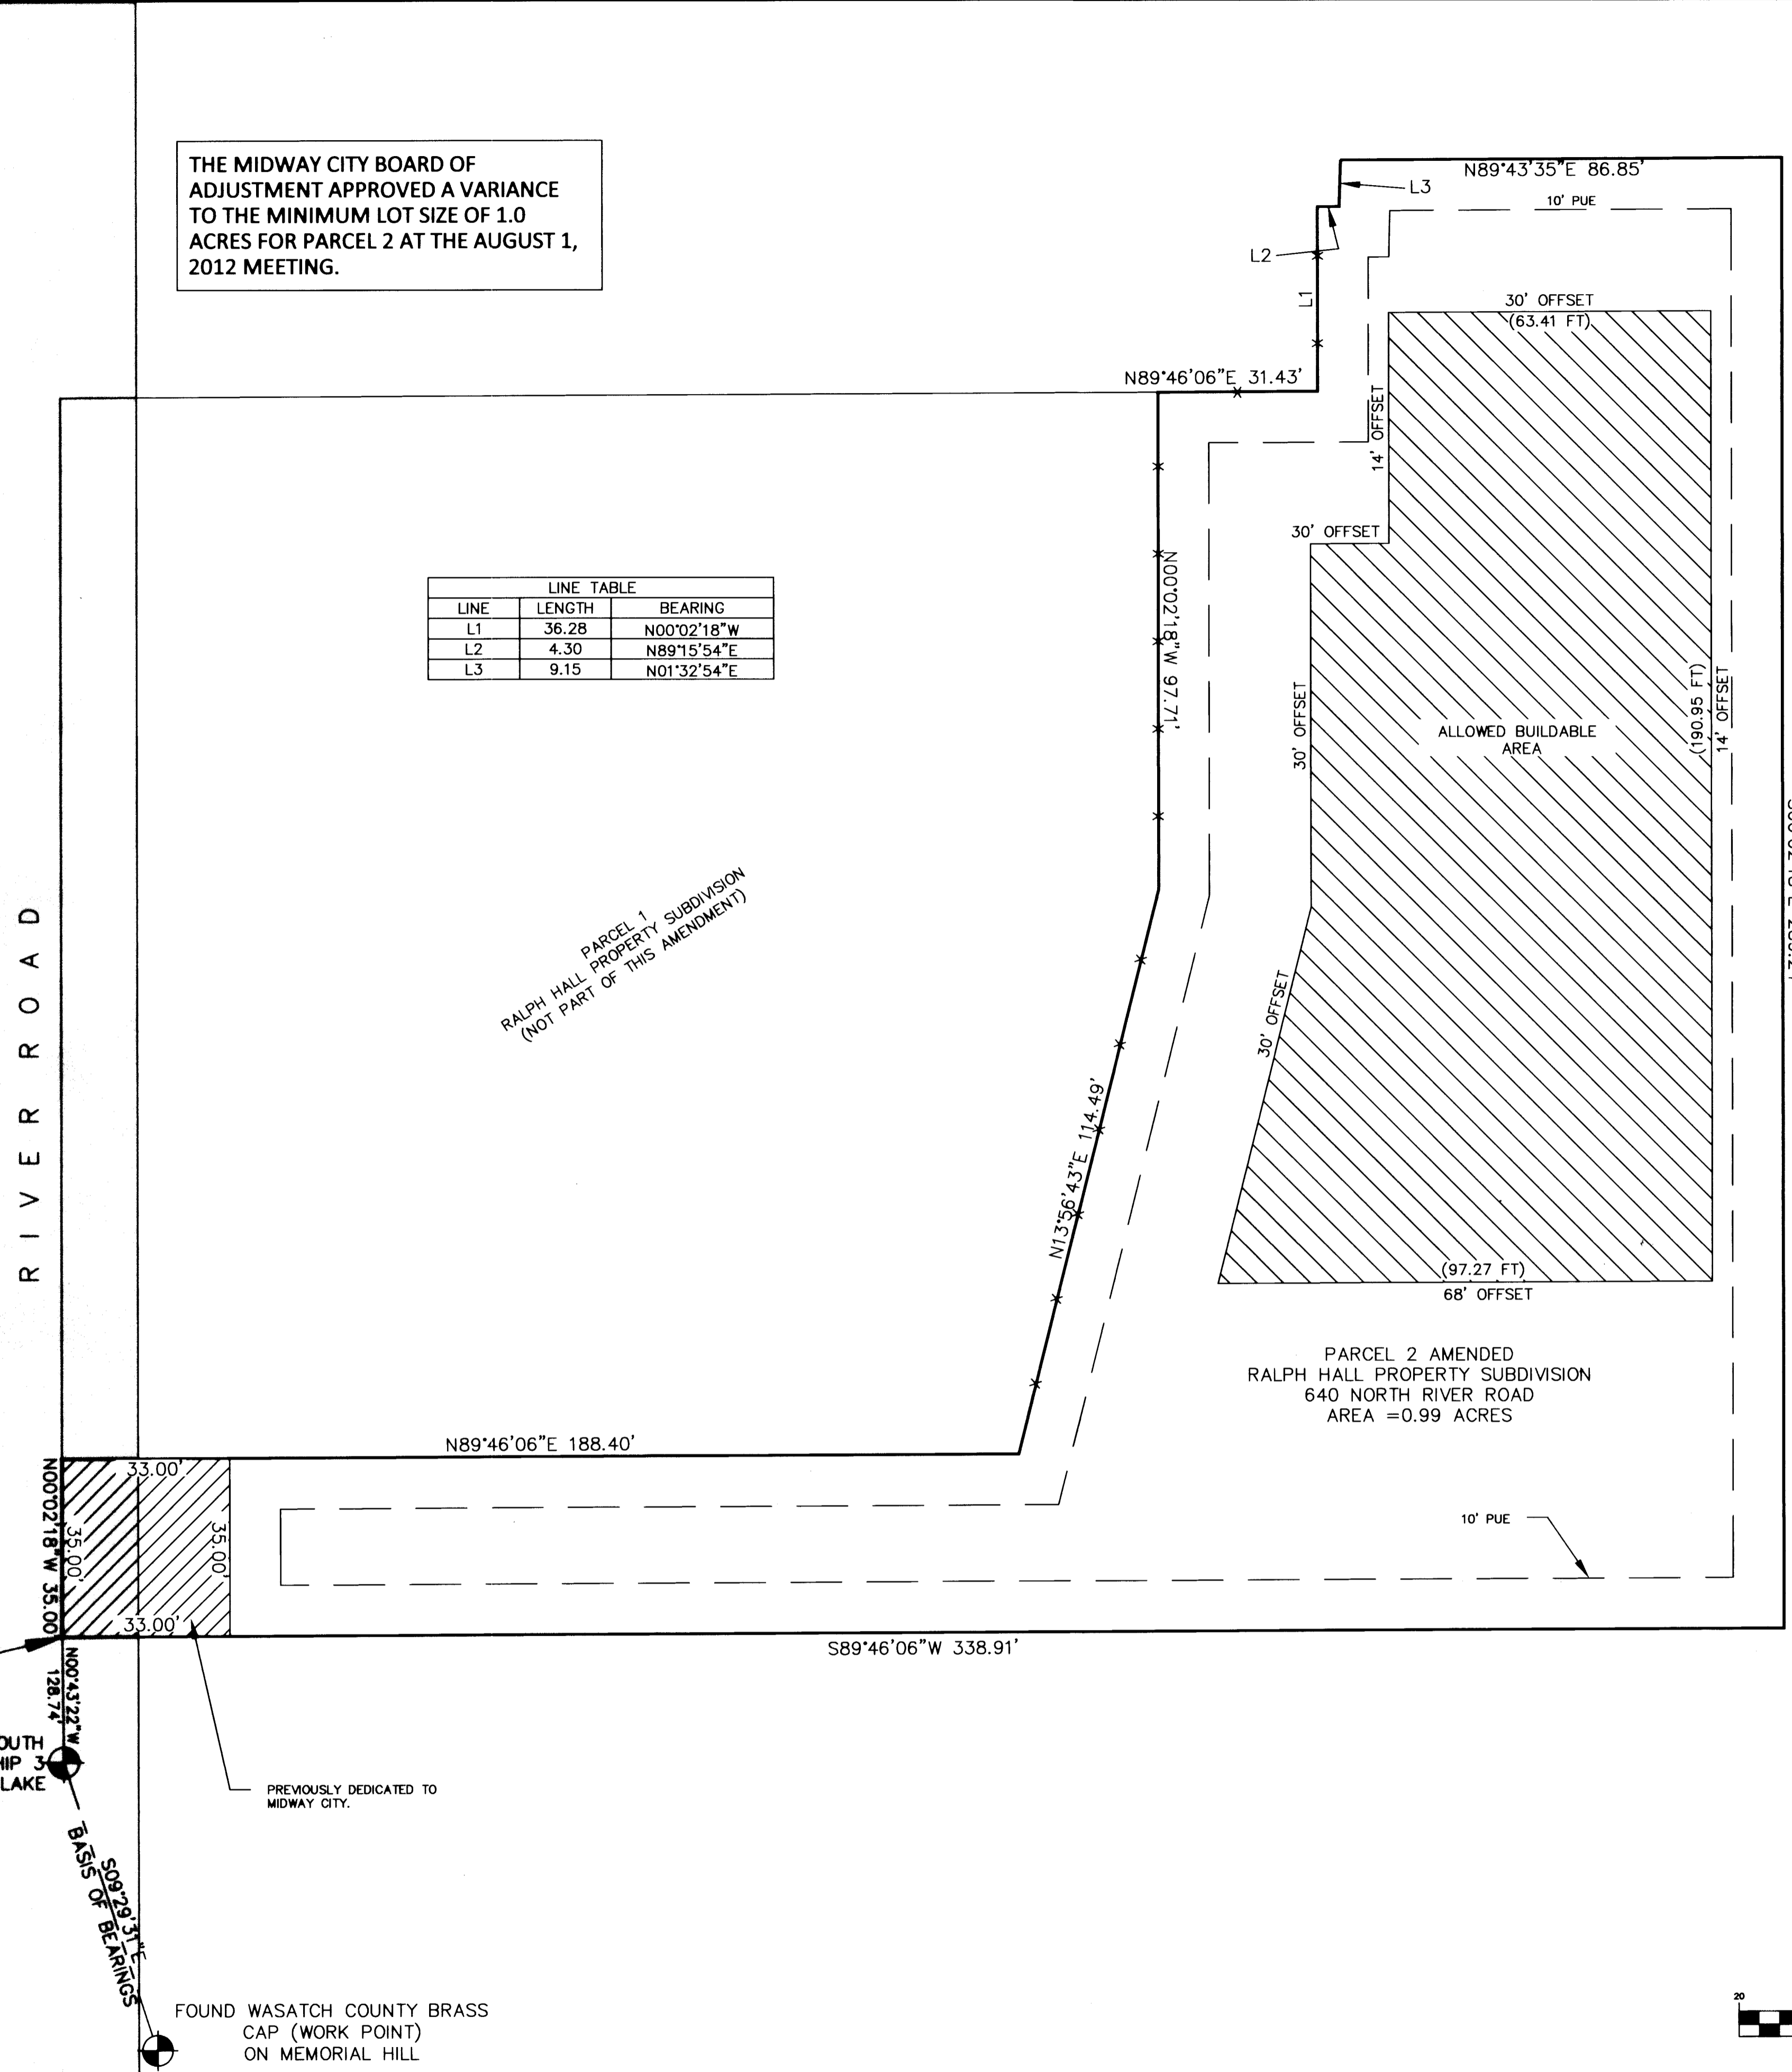 THE MIDWAY CITY BOARD OF
ADJUSTMENT APPROVED A VARIANCE
TO THE MINIMUM LOT SIZE OF 1.0
ACRES FOR PARCEL 2 AT THE AUGUST 1,
2012 MEETING.
N89°43'35"E 86.85'
L3
10' PUE
L2
L1
30' OFFSET
(63.41 FT)
N89°46'06"E 31.43'
14' OFFSET
30' OFFSET
LINE TABLE
LINE LENGTH BEARING
L1 36.28 N00°02'18"W
L2 4.30 N89°15'54"E
L3 9.15 N01°32'54"E
N00°02'18"W 97.71'
30' OFFSET
(190.95 FT)
14' OFFSET
ALLOWED BUILDABLE
AREA
PARCEL 1
RALPH HALL PROPERTY SUBDIVISION
(NOT PART OF THIS AMENDMENT)
RIVER ROAD
30' OFFSET
N13°56'43"E 114.49'
(97.27 FT)
68' OFFSET
PARCEL 2 AMENDED
RALPH HALL PROPERTY SUBDIVISION
640 NORTH RIVER ROAD
AREA =0.99 ACRES
N89°46'06"E 188.40'
33.00'
N00°02'18"W 35.00'
35.00'
35.00'
33.00'
10' PUE
S89°46'06"W 338.91'
N00°43'22"W
128.74'
OUTH
HIP 3
LAKE
PREVIOUSLY DEDICATED TO
MIDWAY CITY.
S09°29'31"E
BASIS OF BEARINGS
FOUND WASATCH COUNTY BRASS
CAP (WORK POINT)
ON MEMORIAL HILL
20